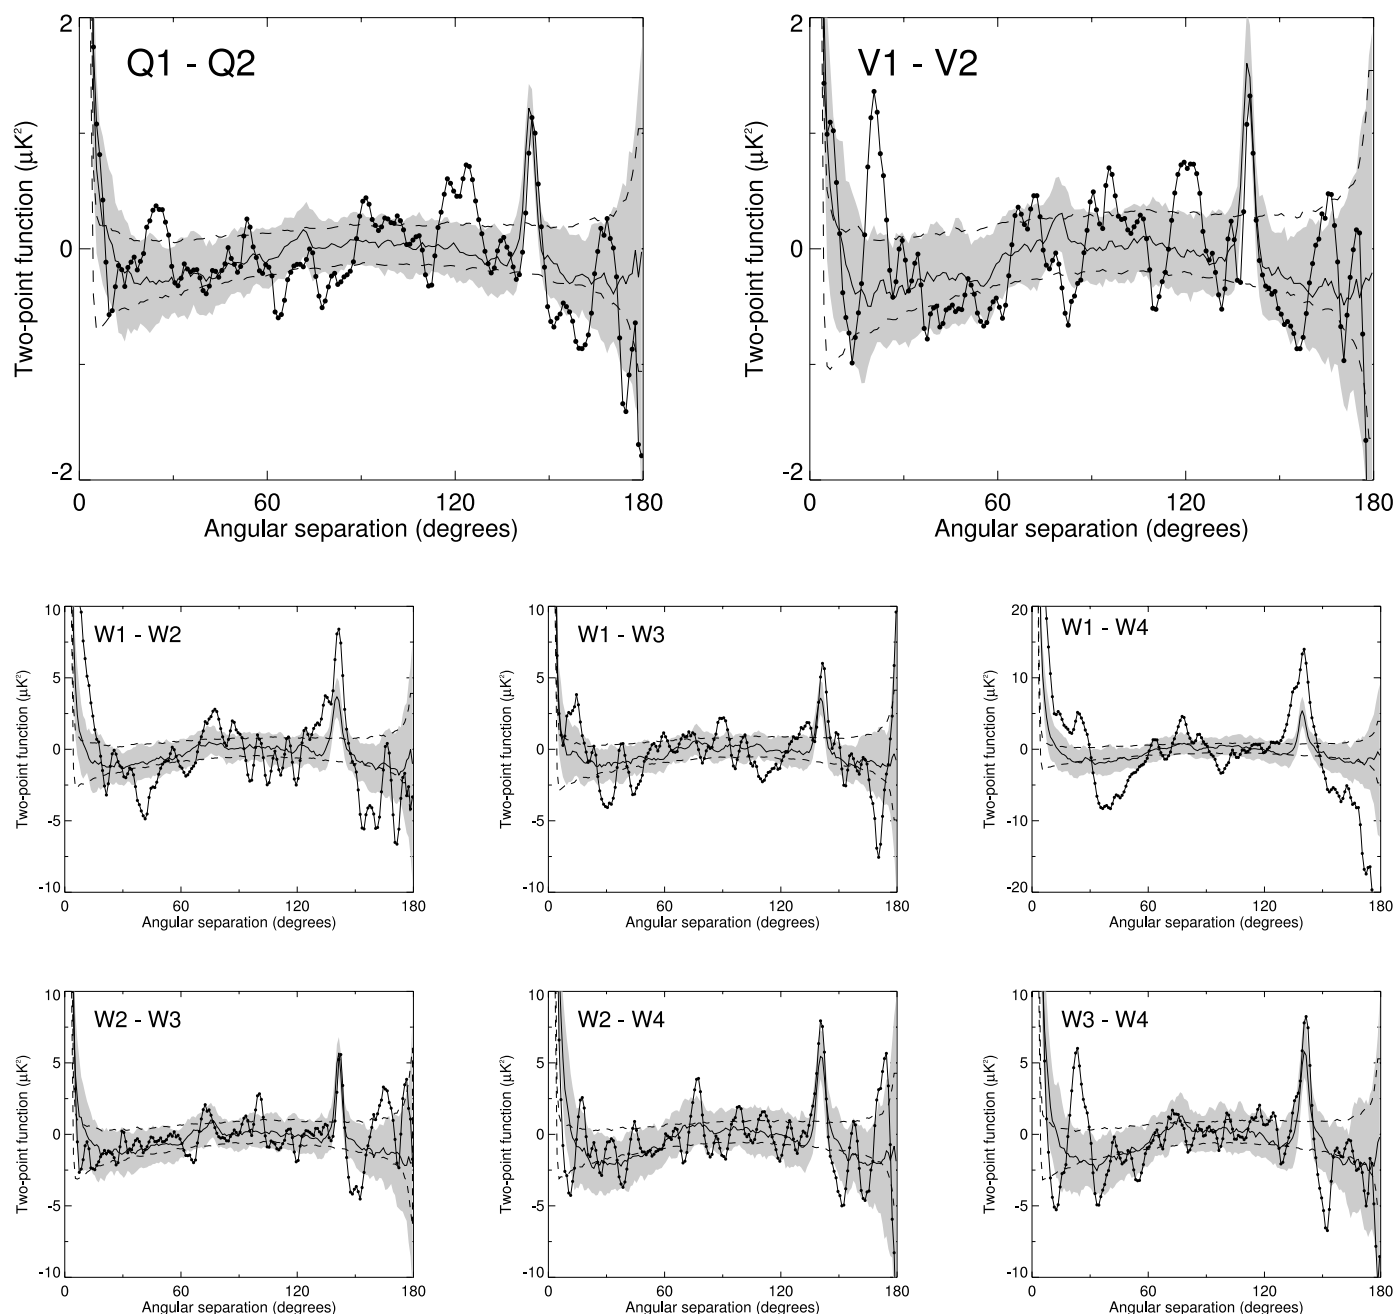 Q1 - Q2
Two-point function (μK²)
2
1
0
-2
0
60
120
180
Angular separation (degrees)
V1 - V2
Two-point function (μK²)
2
1
0
-2
0
60
120
180
Angular separation (degrees)
W1 - W2
Two-point function (μK²)
10
5
0
-5
-10
0
60
120
180
Angular separation (degrees)
W1 - W3
Two-point function (μK²)
10
5
0
-5
-10
0
60
120
180
Angular separation (degrees)
W1 - W4
Two-point function (μK²)
20
10
0
-10
-20
0
60
120
180
Angular separation (degrees)
W2 - W3
Two-point function (μK²)
10
5
0
-5
-10
0
60
120
180
Angular separation (degrees)
W2 - W4
Two-point function (μK²)
10
5
0
-5
-10
0
60
120
180
Angular separation (degrees)
W3 - W4
Two-point function (μK²)
10
5
0
-5
-10
0
60
120
180
Angular separation (degrees)